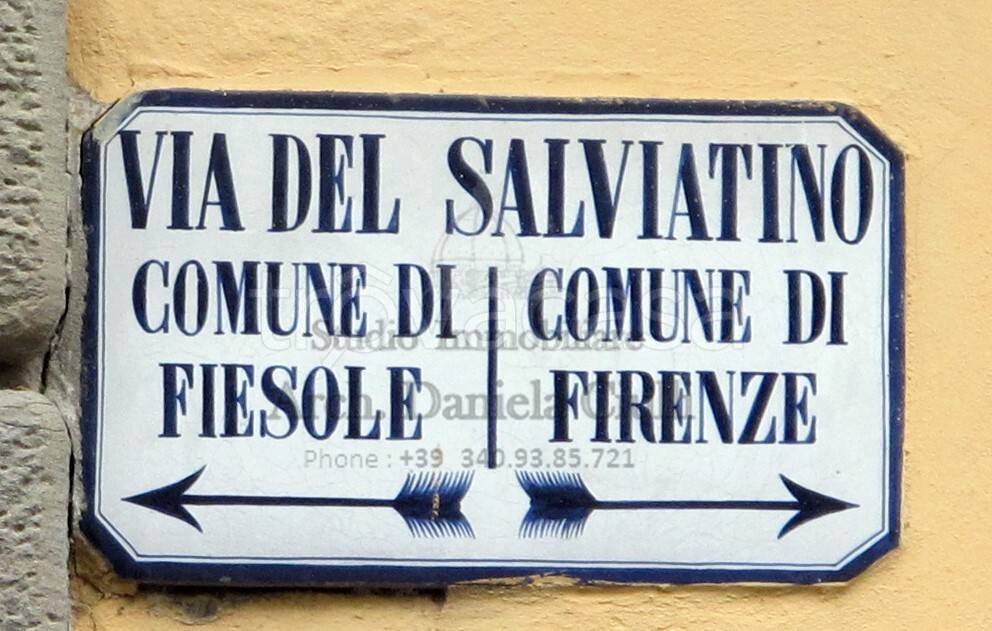 VIA DEL SALVIATINO
COMUNE DI COMUNE DI
FIESOLE FIRENZE
trovacasa
Studio Immobiliare
Arch. Daniela
Phone : +39 340.93.85.721